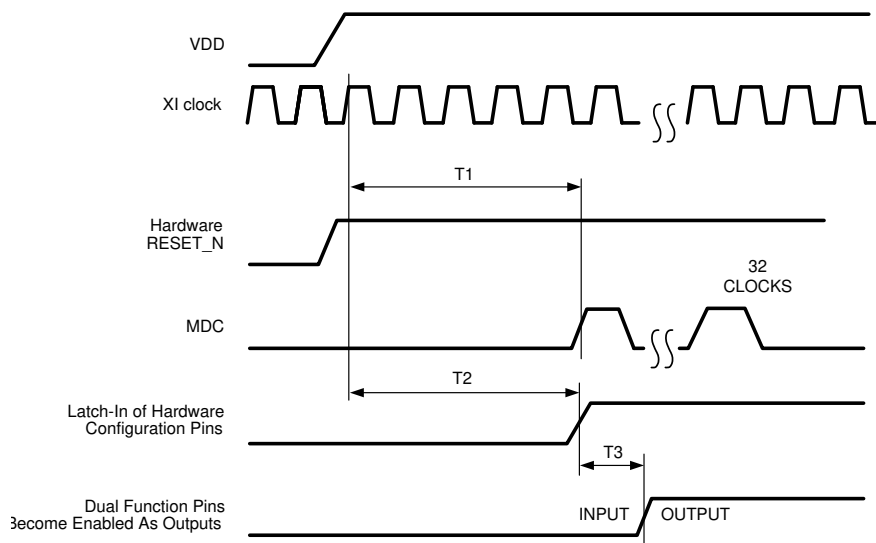 VDD
XI clock
T1
Hardware
RESET_N
32
CLOCKS
MDC
T2
Latch-In of Hardware
Configuration Pins
T3
Dual Function Pins
Become Enabled As Outputs
INPUT
OUTPUT